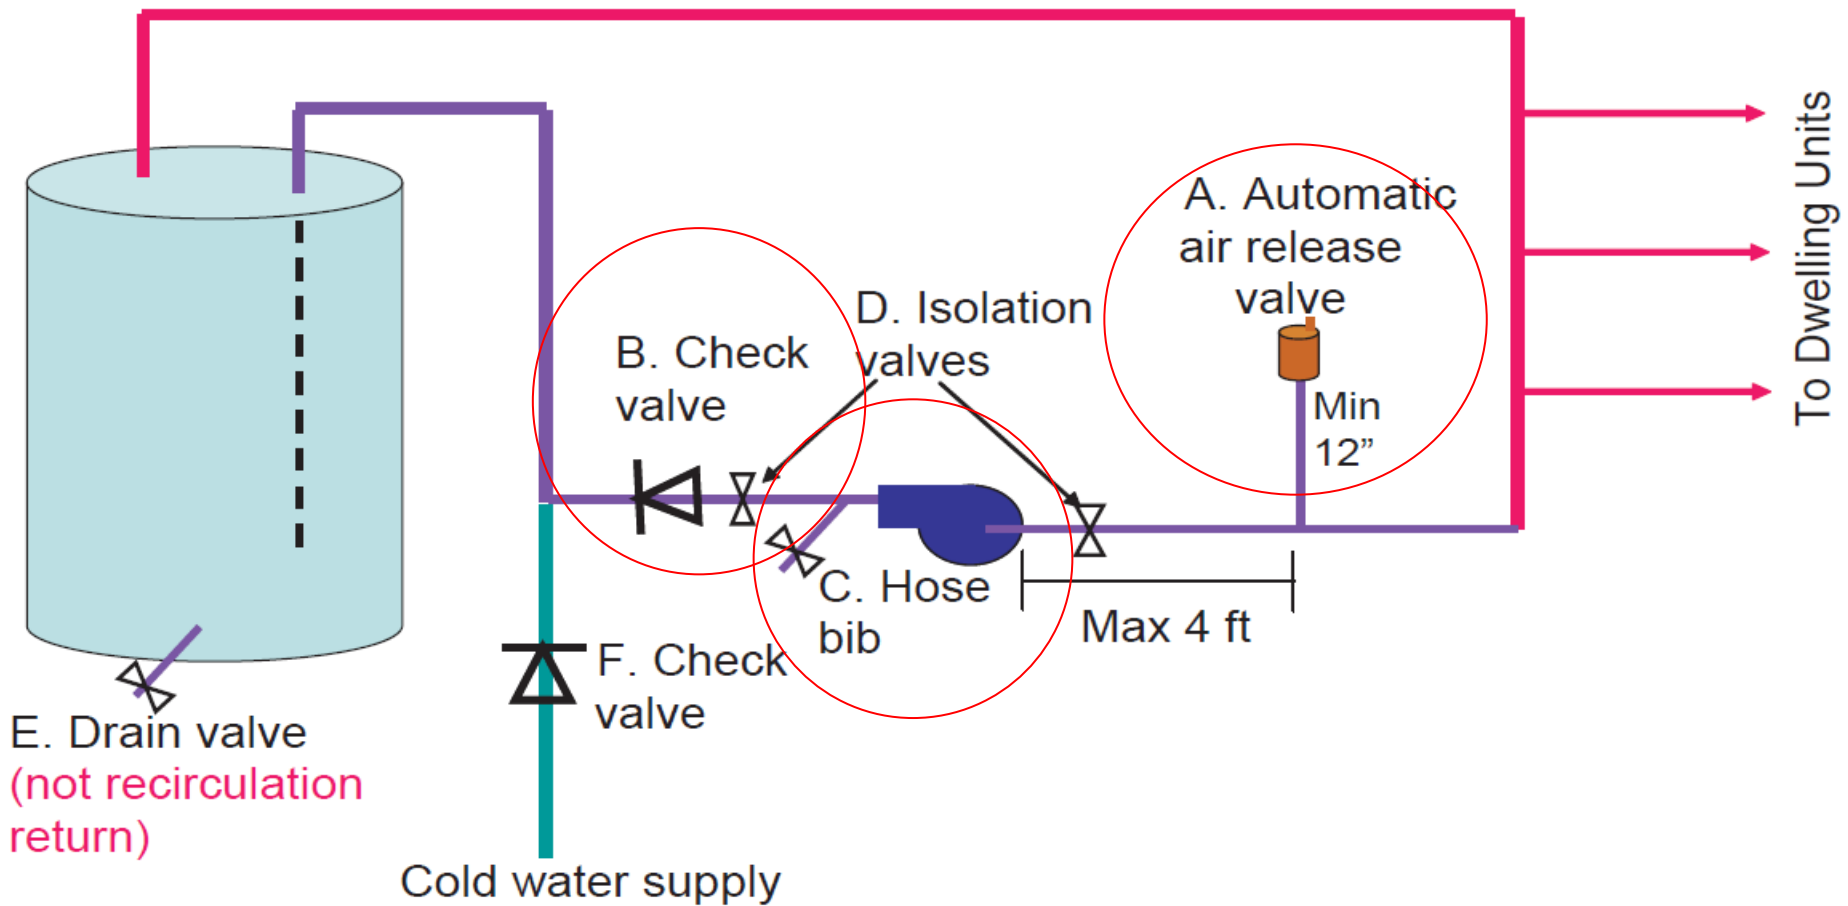 A. Automatic
air release
valve
Min
12”
B. Check
valve
D. Isolation
valves
C. Hose
bib
Max 4 ft
F. Check
valve
E. Drain valve
(not recirculation
return)
Cold water supply
To Dwelling Units